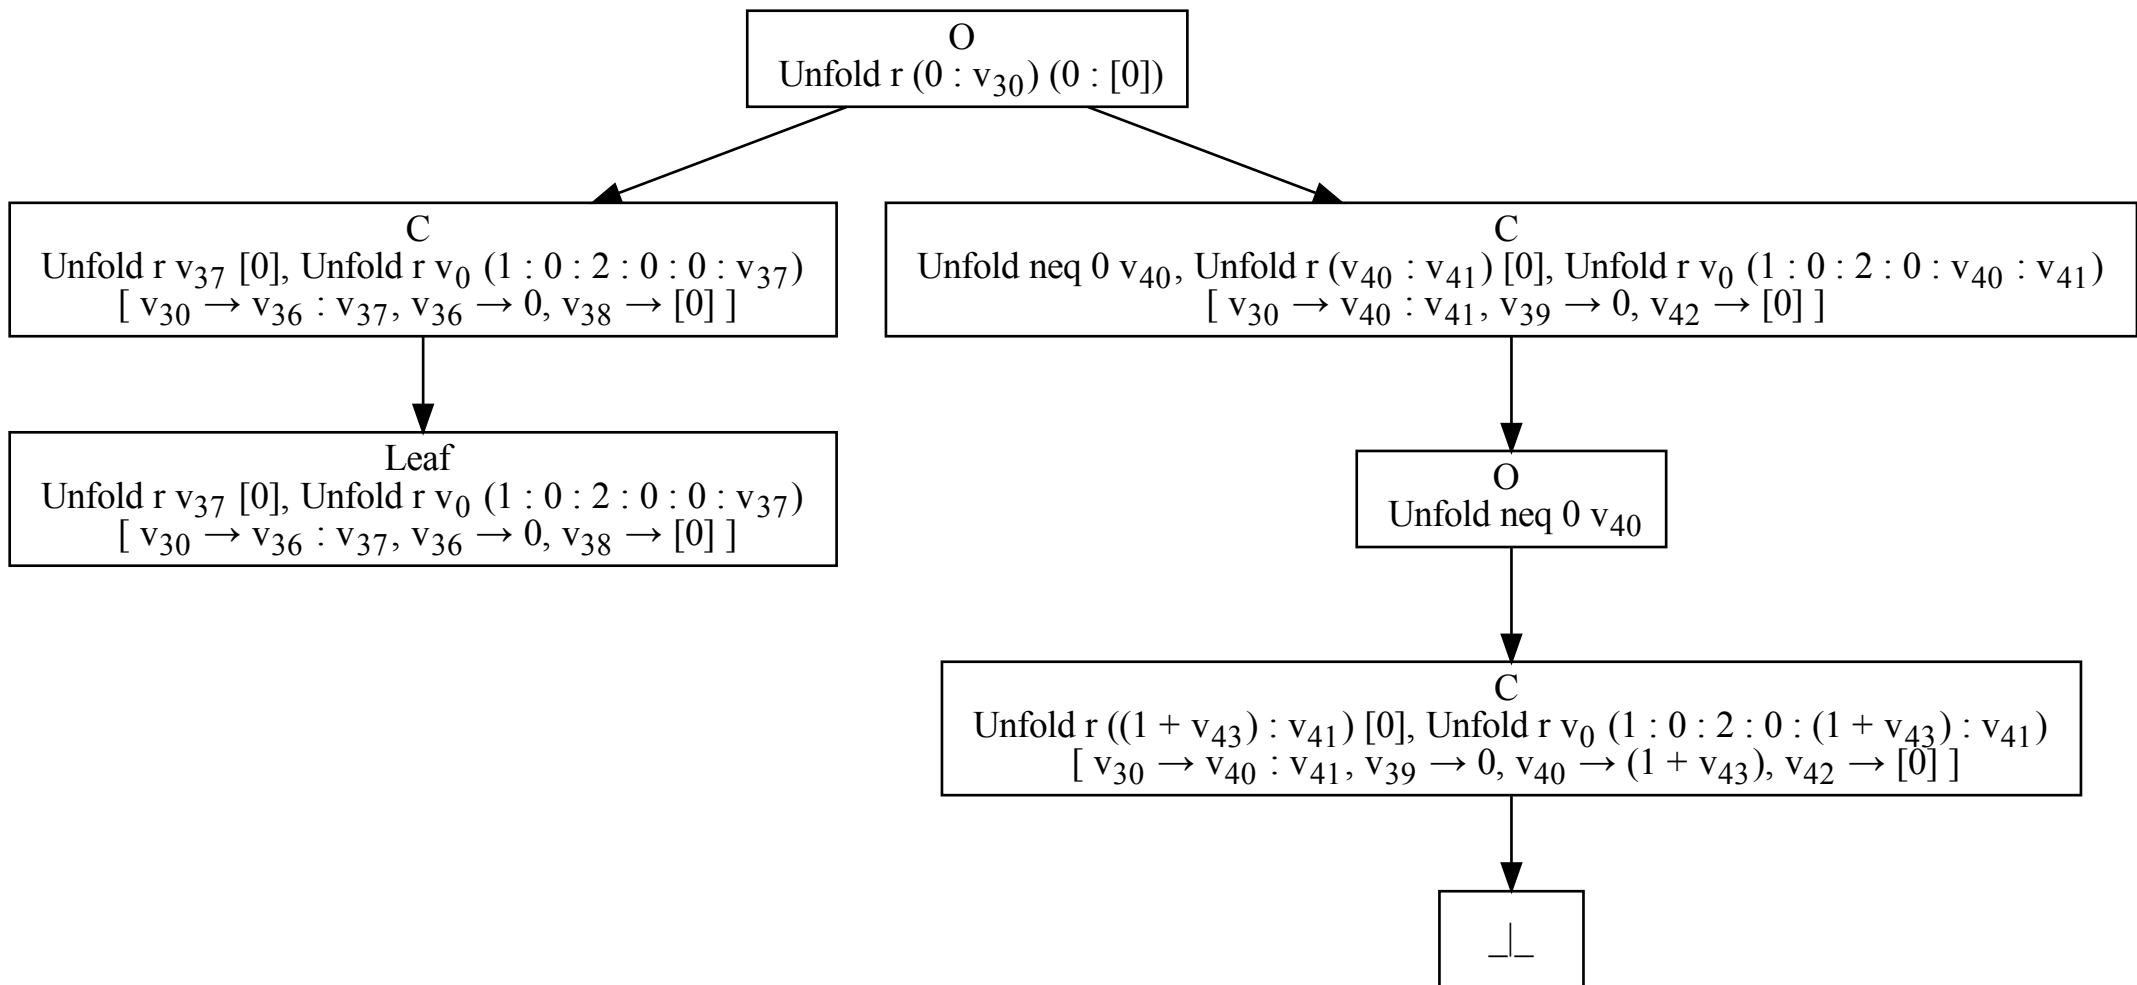 O
Unfold r (0 : v₃₀) (0 : [0])
C
Unfold r v₃₇ [0], Unfold r v₀ (1 : 0 : 2 : 0 : 0 : v₃₇)
[ v₃₀ → v₃₆ : v₃₇, v₃₆ → 0, v₃₈ → [0] ]
C
Unfold neq 0 v₄₀, Unfold r (v₄₀ : v₄₁) [0], Unfold r v₀ (1 : 0 : 2 : 0 : v₄₀ : v₄₁)
[ v₃₀ → v₄₀ : v₄₁, v₃₉ → 0, v₄₂ → [0] ]
Leaf
Unfold r v₃₇ [0], Unfold r v₀ (1 : 0 : 2 : 0 : 0 : v₃₇)
[ v₃₀ → v₃₆ : v₃₇, v₃₆ → 0, v₃₈ → [0] ]
O
Unfold neq 0 v₄₀
C
Unfold r ((1 + v₄₃) : v₄₁) [0], Unfold r v₀ (1 : 0 : 2 : 0 : (1 + v₄₃) : v₄₁)
[ v₃₀ → v₄₀ : v₄₁, v₃₉ → 0, v₄₀ → (1 + v₄₃), v₄₂ → [0] ]
_|_